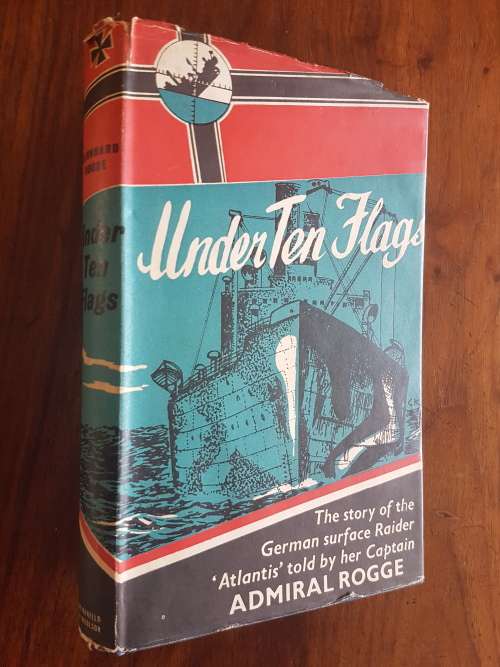 Under Ten Flags
The story of the
German surface Raider
'Atlantis' told by her Captain
ADMIRAL ROGGE
Under
Ten
Flags